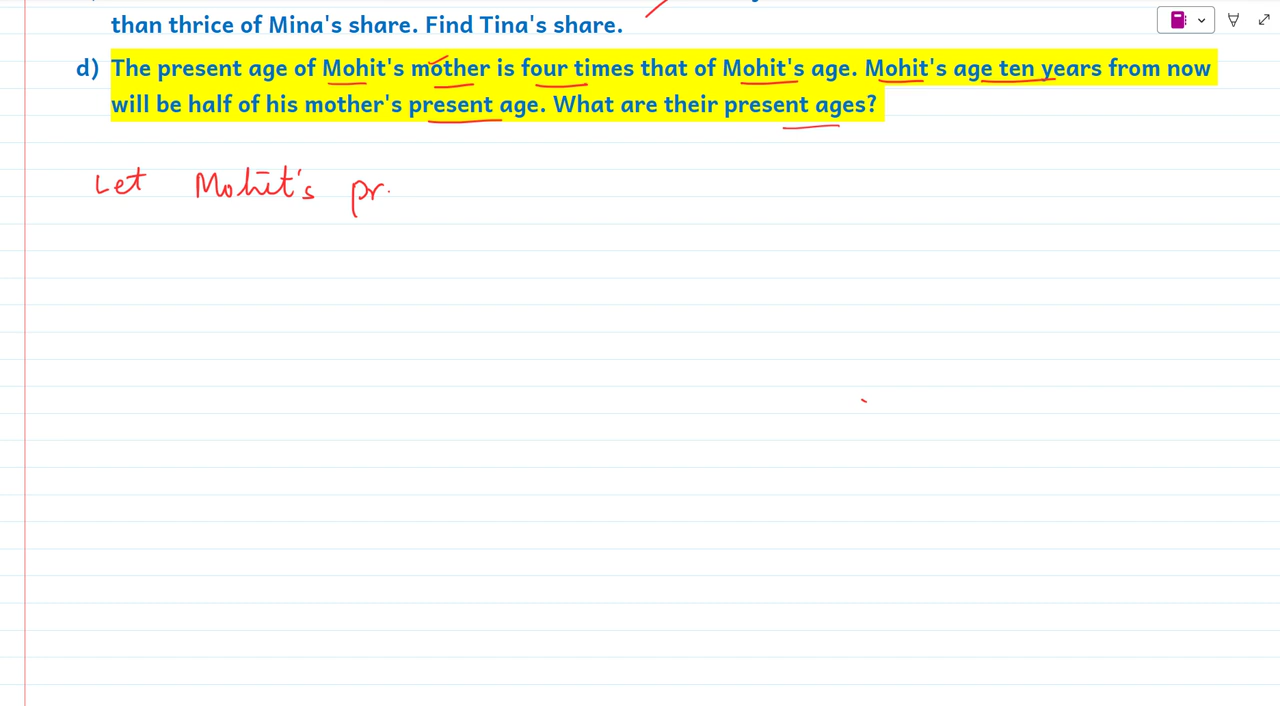 than thrice of Mina's share. Find Tina's share.
d) The present age of Mohit's mother is four times that of Mohit's age. Mohit's age ten years from now
will be half of his mother's present age. What are their present ages?
Let Mohit's pr